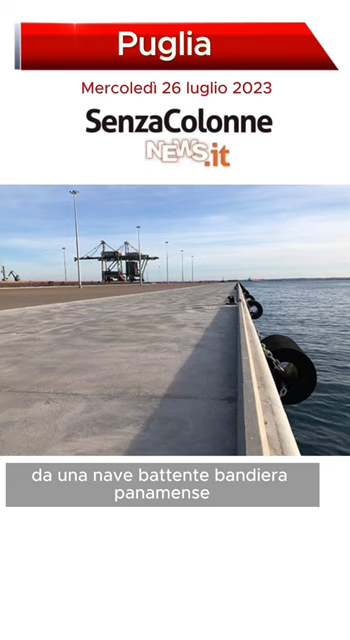 Puglia
Mercoledì 26 luglio 2023
SenzaColonne
NEWS.it
da una nave battente bandiera
panamense